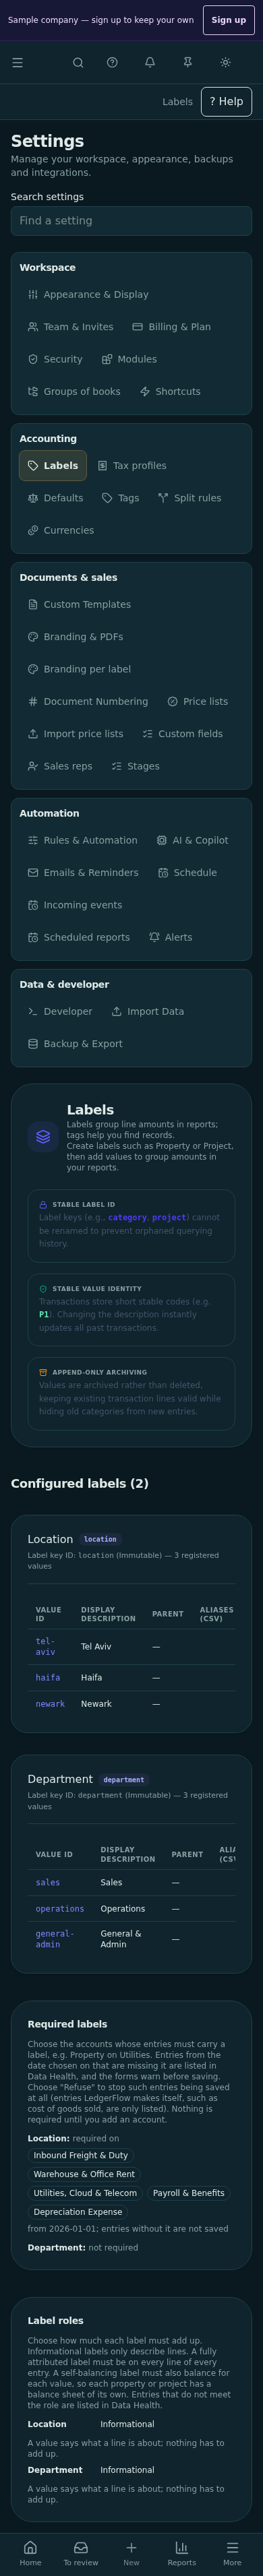 Sample company — sign up to keep your own
Sign up
Labels
? Help
Settings
Manage your workspace, appearance, backups
and integrations.
Search settings
Find a setting
Workspace
Appearance & Display
Team & Invites
Billing & Plan
Security
Modules
Groups of books
Shortcuts
Accounting
Labels
Tax profiles
Defaults
Tags
Split rules
Currencies
Documents & sales
Custom Templates
Branding & PDFs
Branding per label
Document Numbering
Price lists
Import price lists
Custom fields
Sales reps
Stages
Automation
Rules & Automation
AI & Copilot
Emails & Reminders
Schedule
Incoming events
Scheduled reports
Alerts
Data & developer
Developer
Import Data
Backup & Export
Labels
Labels group line amounts in reports;
tags help you find records.
Create labels such as Property or Project,
then add values to group amounts in
your reports.
STABLE LABEL ID
Label keys (e.g., category, project) cannot
be renamed to prevent orphaned query
history.
STABLE VALUE IDENTITY
Transactions store short stable codes (e.g.
P1). Changing the description instantly
updates all past transactions.
APPEND-ONLY ARCHIVING
Values are archived rather than deleted,
keeping existing transaction lines valid while
hiding old categories from new entries.
Configured labels (2)
Location location
Label key ID: location (Immutable) — 3 registered
values
VALUE ID DISPLAY DESCRIPTION PARENT ALIASES (CSV)
tel-aviv Tel Aviv —
haifa Haifa —
newark Newark —
Department department
Label key ID: department (Immutable) — 3 registered
values
VALUE ID DISPLAY DESCRIPTION PARENT ALIA (CSV
sales Sales —
operations Operations —
general-admin General & Admin —
Required labels
Choose the accounts whose entries must carry a
label, e.g. Property on Utilities. Entries from the
date chosen on that are missing it are listed in
Data Health, and the forms warn before saving.
Choose "Refuse" to stop such entries being saved
at all (entries LedgerFlow makes itself, such as
cost of goods sold, are only listed). Nothing is
required until you add an account.
Location: required on
Inbound Freight & Duty
Warehouse & Office Rent
Utilities, Cloud & Telecom
Payroll & Benefits
Depreciation Expense
from 2026-01-01; entries without it are not saved
Department: not required
Label roles
Choose how much each label must add up.
Informational labels only describe lines. A fully
attributed label must be on every line of every
entry. A self-balancing label must also balance for
each value, so each property or project has a
balance sheet of its own. Entries that do not meet
the role are listed in Data Health.
Location Informational
A value says what a line is about; nothing has to
add up.
Department Informational
A value says what a line is about; nothing has to
add up.
Home
To review
New
Reports
More